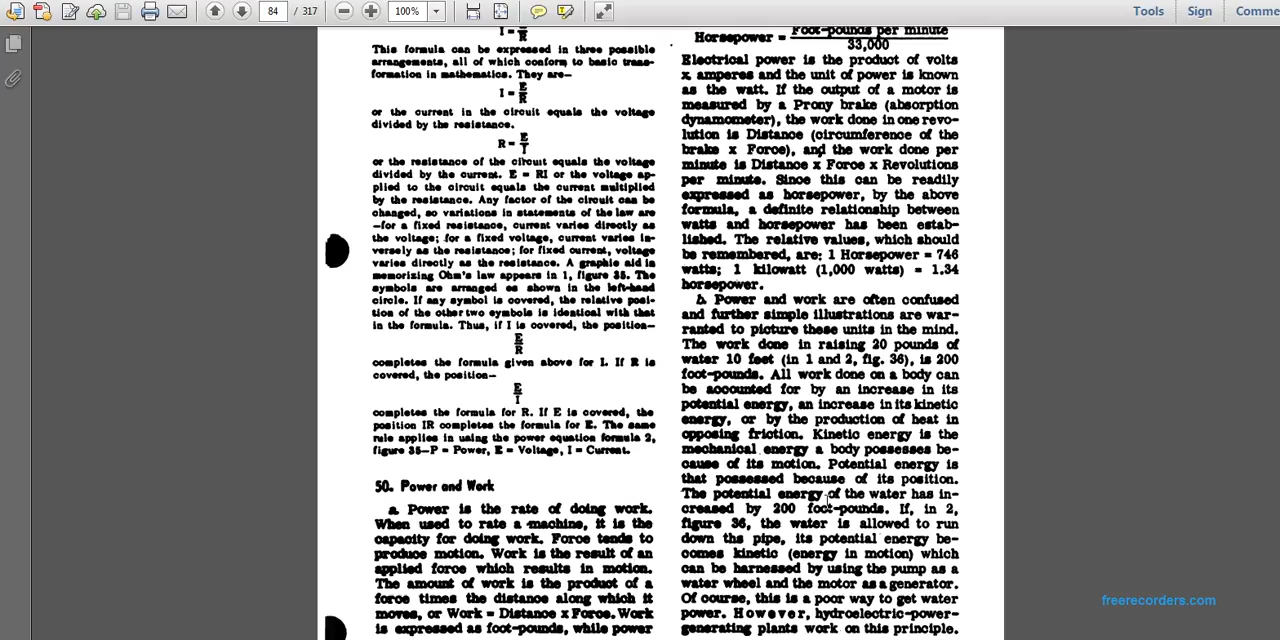 84 / 317
100%
Tools
Sign
Comme
I = E/R
This formula can be expressed in three possible
arrangements, all of which conform to basic trans-
formation in mathematics. They are—
I = E/R
or the current in the circuit equals the voltage
divided by the resistance.
R = E/I
or the resistance of the circuit equals the voltage
divided by the current. E = RI or the voltage ap-
plied to the circuit equals the current multiplied
by the resistance. Any factor of the circuit can be
changed, so variations in statements of the law are
—for a fixed resistance, current varies directly as
the voltage; for a fixed voltage, current varies in-
versely as the resistance; for fixed current, voltage
varies directly as the resistance. A graphic aid in
memorizing Ohm's law appears in 1, figure 35. The
symbols are arranged as shown in the left-hand
circle. If any symbol is covered, the relative posi-
tion of the other two symbols is identical with that
in the formula. Thus, if I is covered, the position—
E
R
completes the formula given above for I. If R is
covered, the position—
E
I
completes the formula for R. If E is covered, the
position IR completes the formula for E. The same
rule applies in using the power equation formula 2,
figure 35—P = Power, E = Voltage, I = Current.
50. Power and Work
a. Power is the rate of doing work.
When used to rate a machine, it is the
capacity for doing work. Force tends to
produce motion. Work is the result of an
applied force which results in motion.
The amount of work is the product of a
force times the distance along which it
moves, or Work = Distance x Force. Work
is expressed as foot-pounds, while power
Horsepower = Foot-pounds per minute
33,000
Electrical power is the product of volts
x amperes and the unit of power is known
as the watt. If the output of a motor is
measured by a Prony brake (absorption
dynamometer), the work done in one revo-
lution is Distance (circumference of the
brake x Force), and the work done per
minute is Distance x Force x Revolutions
per minute. Since this can be readily
expressed as horsepower, by the above
formula, a definite relationship between
watts and horsepower has been estab-
lished. The relative values, which should
be remembered, are: 1 Horsepower = 746
watts; 1 kilowatt (1,000 watts) = 1.34
horsepower.
b. Power and work are often confused
and further simple illustrations are war-
ranted to picture these units in the mind.
The work done in raising 20 pounds of
water 10 feet (in 1 and 2, fig. 36), is 200
foot-pounds. All work done on a body can
be accounted for by an increase in its
potential energy, an increase in its kinetic
energy, or by the production of heat in
opposing friction. Kinetic energy is the
mechanical energy a body possesses be-
cause of its motion. Potential energy is
that possessed because of its position.
The potential energy of the water has in-
creased by 200 foot-pounds. If, in 2,
figure 36, the water is allowed to run
down ths pipe, its potential energy be-
comes kinetic (energy in motion) which
can be harnessed by using the pump as a
water wheel and the motor as a generator.
Of course, this is a poor way to get water
power. However, hydroelectric-power-
generating plants work on this principle.
freerecorders.com